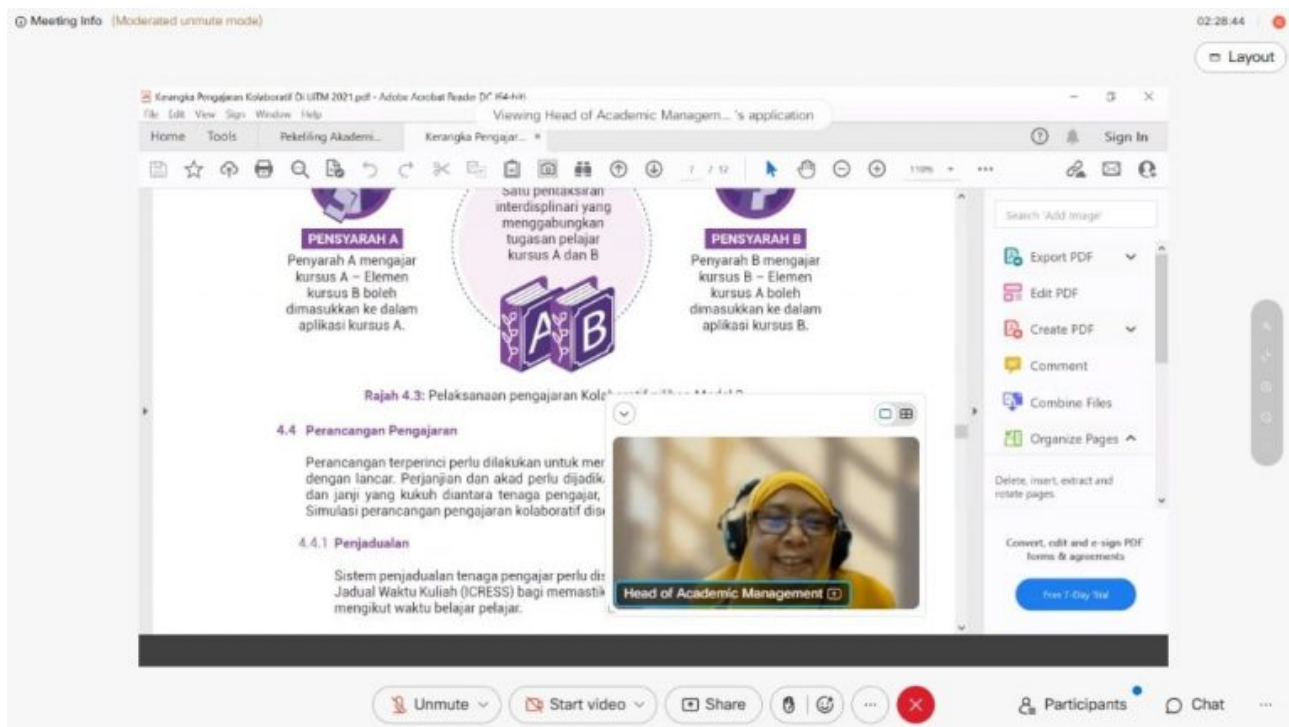 Meeting Info (Moderated unmute mode)
02:28:44
Layout
Kerangka Pengajaran Kolaboratif Di UiTM 2021.pdf - Adobe Acrobat Reader DC (64-bit)
File Edit View Sign Window Help
Viewing Head of Academic Managem... 's application
Home Tools Pekeliling Akademi... Kerangka Pengajar... ×
Sign In
7 / 12
110%
Satu pentaksiran
interdisplinari yang
menggabungkan
tugasan pelajar
kursus A dan B
PENSYARAH A
Penyarah A mengajar
kursus A – Elemen
kursus B boleh
dimasukkan ke dalam
aplikasi kursus A.
A B
PENSYARAH B
Penyarah B mengajar
kursus B – Elemen
kursus A boleh
dimasukkan ke dalam
aplikasi kursus B.
Rajah 4.3: Pelaksanaan pengajaran
4.4 Perancangan Pengajaran
Perancangan terperinci perlu dilakukan untuk mer
dengan lancar. Perjanjian dan akad perlu dijadik
dan janji yang kukuh diantara tenaga pengajar,
Simulasi perancangan pengajaran kolaboratif dis
4.4.1 Penjadualan
Sistem penjadualan tenaga pengajar perlu dis
Jadual Waktu Kuliah (ICRESS) bagi memastik
mengikut waktu belajar pelajar.
Head of Academic Management
Search 'Add Image'
Export PDF
Edit PDF
Create PDF
Comment
Combine Files
Organize Pages
Delete, insert, extract and
rotate pages.
Convert, edit and e-sign PDF
forms & agreements
Free 7-Day Trial
Unmute
Start video
Share
Participants
Chat